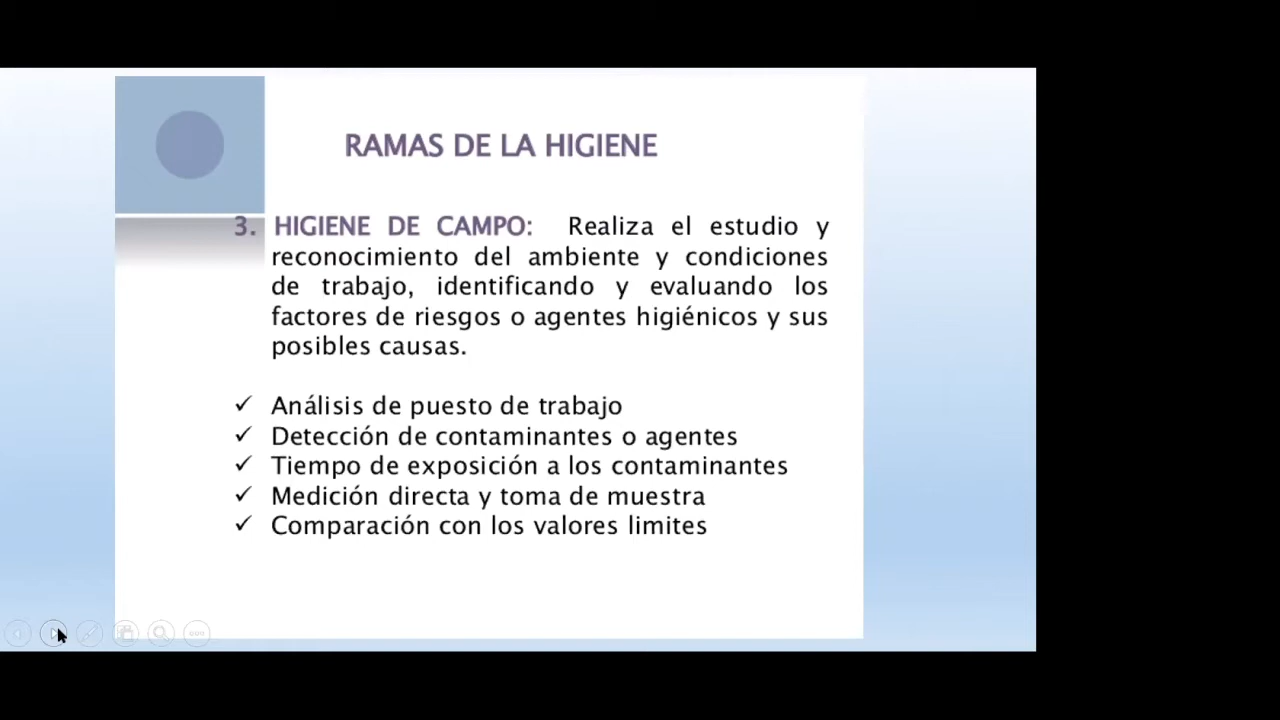 RAMAS DE LA HIGIENE
3. HIGIENE DE CAMPO: Realiza el estudio y
reconocimiento del ambiente y condiciones
de trabajo, identificando y evaluando los
factores de riesgos o agentes higiénicos y sus
posibles causas.
✓ Análisis de puesto de trabajo
✓ Detección de contaminantes o agentes
✓ Tiempo de exposición a los contaminantes
✓ Medición directa y toma de muestra
✓ Comparación con los valores limites